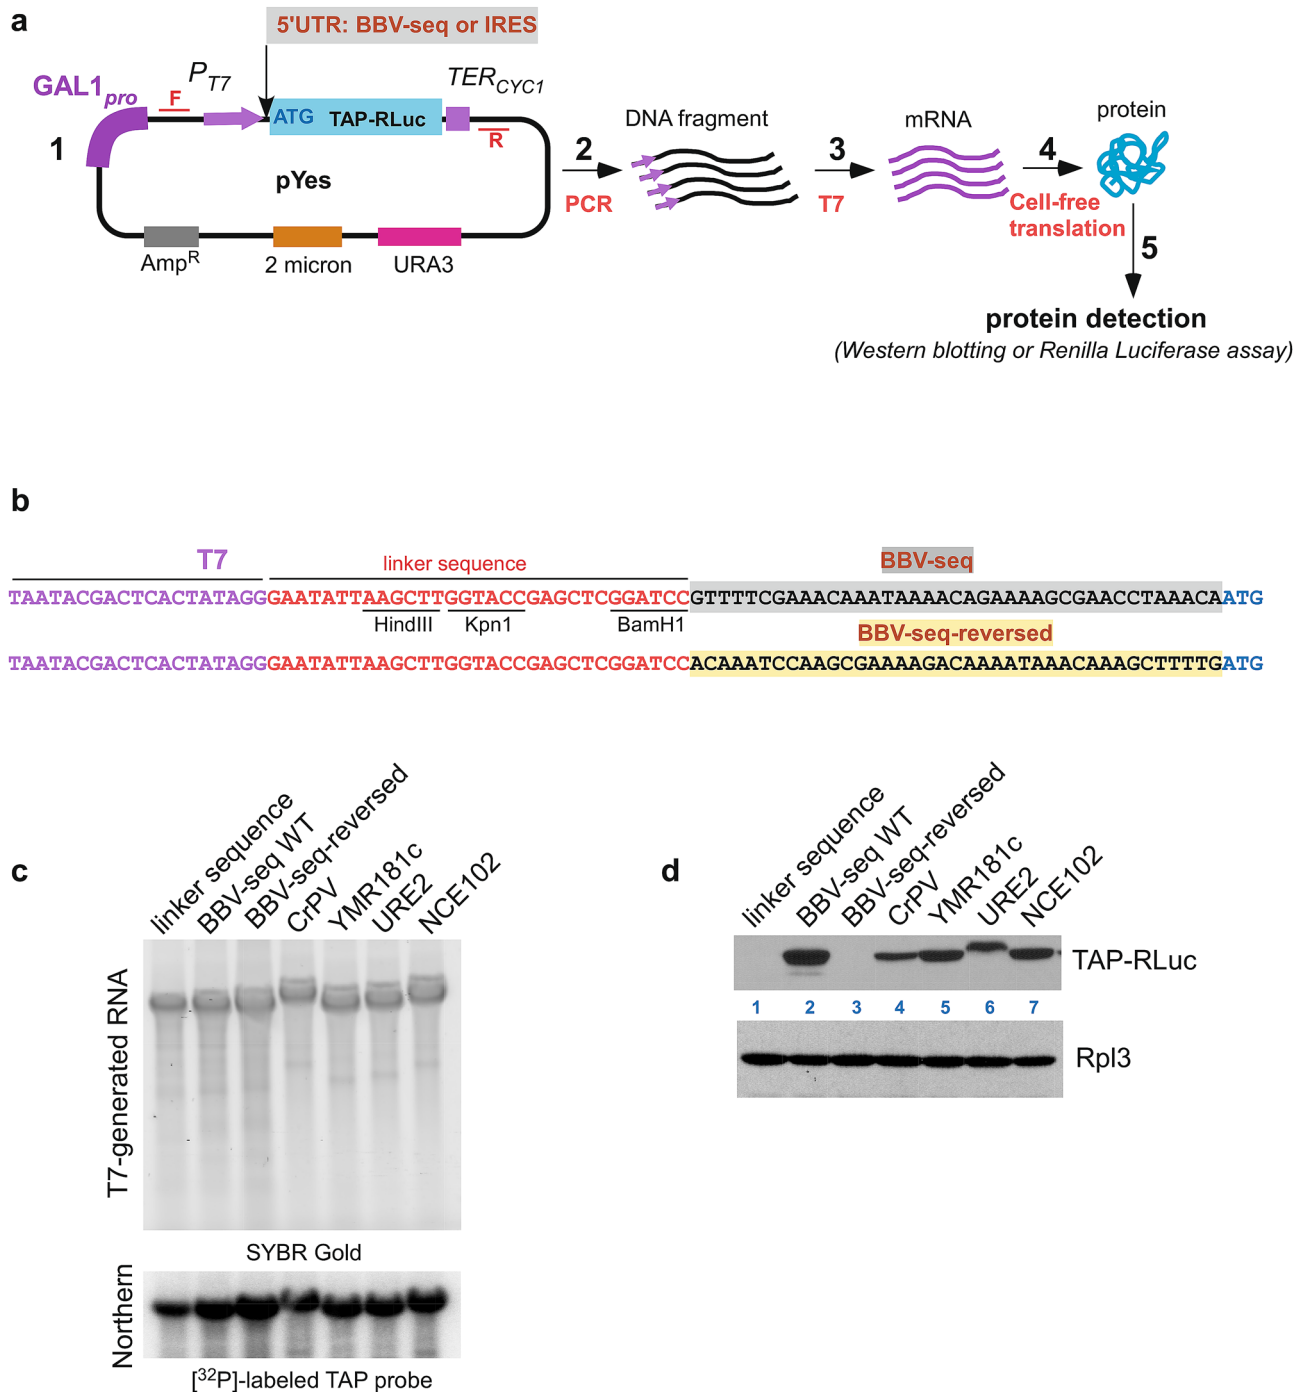 a
5'UTR: BBV-seq or IRES
GAL1pro
F
PT7
TERCYC1
ATG
TAP-RLuc
R
1
pYes
AmpR
2 micron
URA3
2
PCR
DNA fragment
3
T7
mRNA
4
Cell-free
translation
protein
5
protein detection
(Western blotting or Renilla Luciferase assay)
b
T7
linker sequence
BBV-seq
TAATACGACTCACTATAGGGAATATTAAGCTTGGTACCGAGCTCGGATCCGTTTTCGAAACAAATAAAACAGAAAAGCGAACCTAAACAATG
HindIII
Kpn1
BamH1
BBV-seq-reversed
TAATACGACTCACTATAGGGAATATTAAGCTTGGTACCGAGCTCGGATCCACAAATCCAAGCGAAAAGACAAAATAAACAAAGCTTTTGATG
c
linker sequence
BBV-seq WT
BBV-seq-reversed
CrPV
YMR181c
URE2
NCE102
T7-generated RNA
SYBR Gold
Northern
[32P]-labeled TAP probe
d
linker sequence
BBV-seq WT
BBV-seq-reversed
CrPV
YMR181c
URE2
NCE102
TAP-RLuc
1 2 3 4 5 6 7
Rpl3